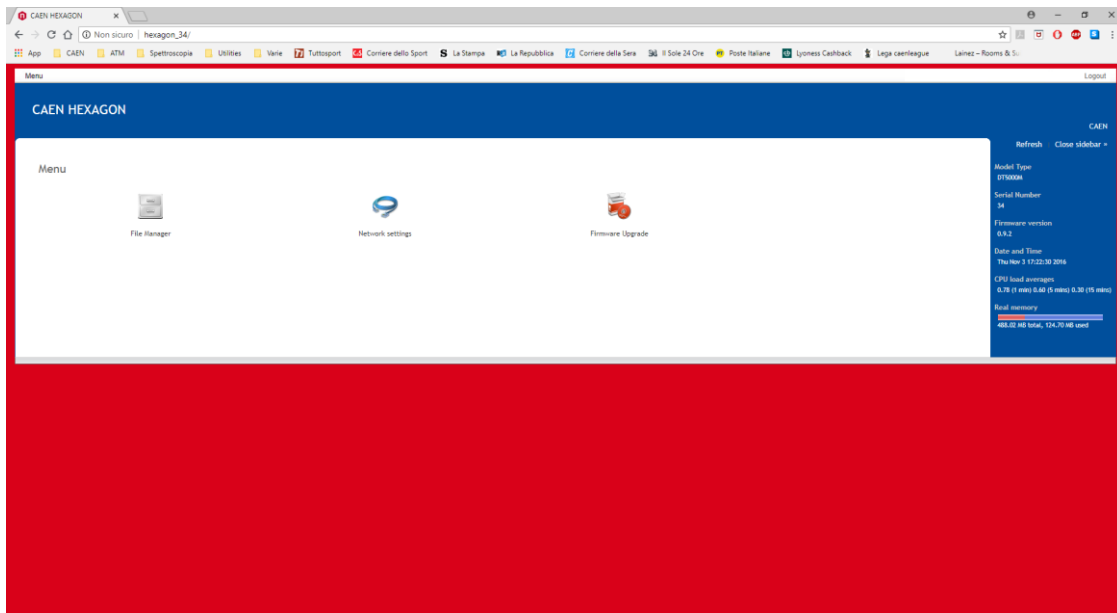 CAEN HEXAGON
Non sicuro | hexagon_34/
App CAEN ATM Spettroscopia Utilities Varie Tuttosport Corriere dello Sport La Stampa La Repubblica Corriere della Sera Il Sole 24 Ore Poste Italiane Lyoness Cashback Lega caenleague Lainez – Rooms & Su
Menu Logout
CAEN HEXAGON
CAEN
Refresh Close sidebar »
Menu
File Manager Network settings Firmware Upgrade
Model Type
DT5000M
Serial Number
34
Firmware version
0.9.2
Date and Time
Thu Nov 3 17:22:30 2016
CPU load averages
0.78 (1 min) 0.60 (5 mins) 0.30 (15 mins)
Real memory
488.02 MB total, 124.70 MB used